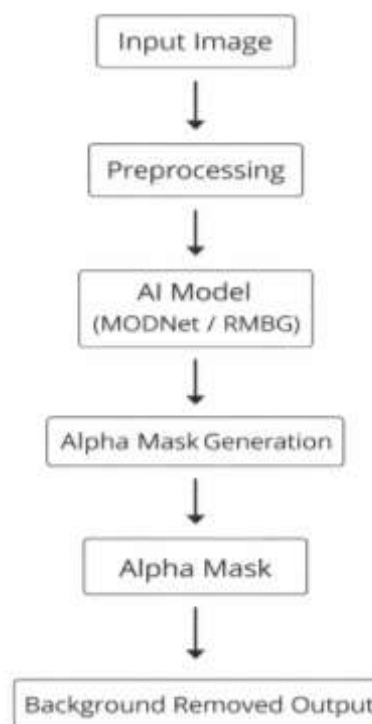 Input Image
Preprocessing
AI Model
(MODNet / RMBG)
Alpha Mask Generation
Alpha Mask
Background Removed Output